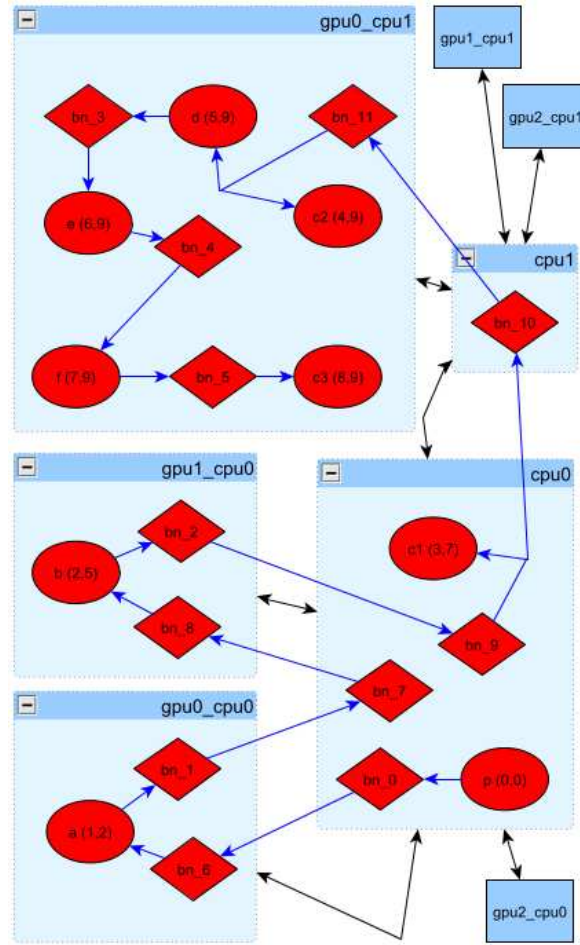 gpu0_cpu1
gpu1_cpu1
gpu2_cpu1
bn_3
d (5,9)
bn_11
e (6,9)
bn_4
c2 (4,9)
cpu1
bn_10
f (7,9)
bn_5
c3 (8,9)
gpu1_cpu0
cpu0
bn_2
c1 (3,7)
b (2,5)
bn_8
bn_9
bn_7
gpu0_cpu0
bn_1
bn_0
p (0,0)
a (1,2)
bn_6
gpu2_cpu0